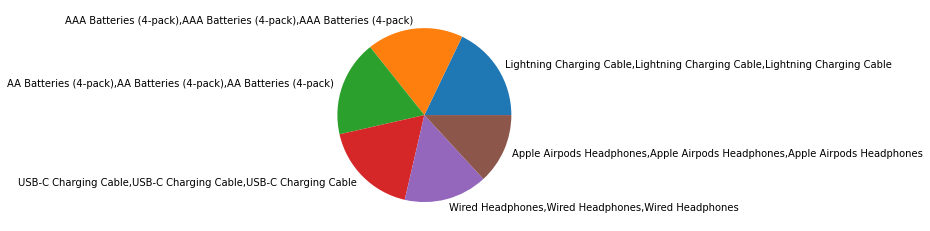 AAA Batteries (4-pack),AAA Batteries (4-pack),AAA Batteries (4-pack)
Lightning Charging Cable,Lightning Charging Cable,Lightning Charging Cable
AA Batteries (4-pack),AA Batteries (4-pack),AA Batteries (4-pack)
Apple Airpods Headphones,Apple Airpods Headphones,Apple Airpods Headphones
USB-C Charging Cable,USB-C Charging Cable,USB-C Charging Cable
Wired Headphones,Wired Headphones,Wired Headphones